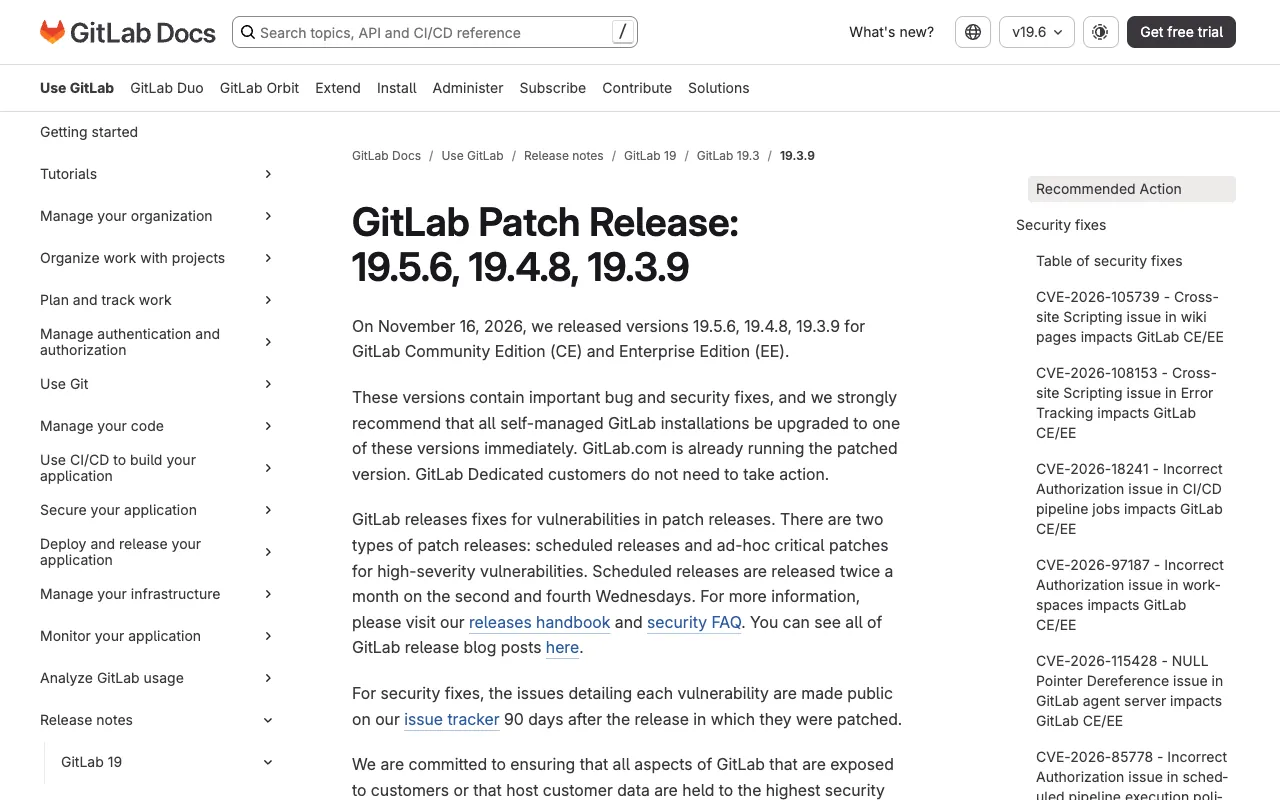 GitLab Docs
Search topics, API and CI/CD reference
/
What's new?
v19.6
Get free trial
Use GitLab
GitLab Duo
GitLab Orbit
Extend
Install
Administer
Subscribe
Contribute
Solutions
Getting started
Tutorials
Manage your organization
Organize work with projects
Plan and track work
Manage authentication and
authorization
Use Git
Manage your code
Use CI/CD to build your
application
Secure your application
Deploy and release your
application
Manage your infrastructure
Monitor your application
Analyze GitLab usage
Release notes
GitLab 19
GitLab Docs / Use GitLab / Release notes / GitLab 19 / GitLab 19.3 / 19.3.9
GitLab Patch Release:
19.5.6, 19.4.8, 19.3.9
On November 16, 2026, we released versions 19.5.6, 19.4.8, 19.3.9 for
GitLab Community Edition (CE) and Enterprise Edition (EE).
These versions contain important bug and security fixes, and we strongly
recommend that all self-managed GitLab installations be upgraded to one
of these versions immediately. GitLab.com is already running the patched
version. GitLab Dedicated customers do not need to take action.
GitLab releases fixes for vulnerabilities in patch releases. There are two
types of patch releases: scheduled releases and ad-hoc critical patches
for high-severity vulnerabilities. Scheduled releases are released twice a
month on the second and fourth Wednesdays. For more information,
please visit our releases handbook and security FAQ. You can see all of
GitLab release blog posts here.
For security fixes, the issues detailing each vulnerability are made public
on our issue tracker 90 days after the release in which they were patched.
We are committed to ensuring that all aspects of GitLab that are exposed
to customers or that host customer data are held to the highest security
Recommended Action
Security fixes
Table of security fixes
CVE-2026-105739 - Cross-
site Scripting issue in wiki
pages impacts GitLab CE/EE
CVE-2026-108153 - Cross-
site Scripting issue in Error
Tracking impacts GitLab
CE/EE
CVE-2026-18241 - Incorrect
Authorization issue in CI/CD
pipeline jobs impacts GitLab
CE/EE
CVE-2026-97187 - Incorrect
Authorization issue in work-
spaces impacts GitLab
CE/EE
CVE-2026-115428 - NULL
Pointer Dereference issue in
GitLab agent server impacts
GitLab CE/EE
CVE-2026-85778 - Incorrect
Authorization issue in sched-
uled pipeline execution poli-